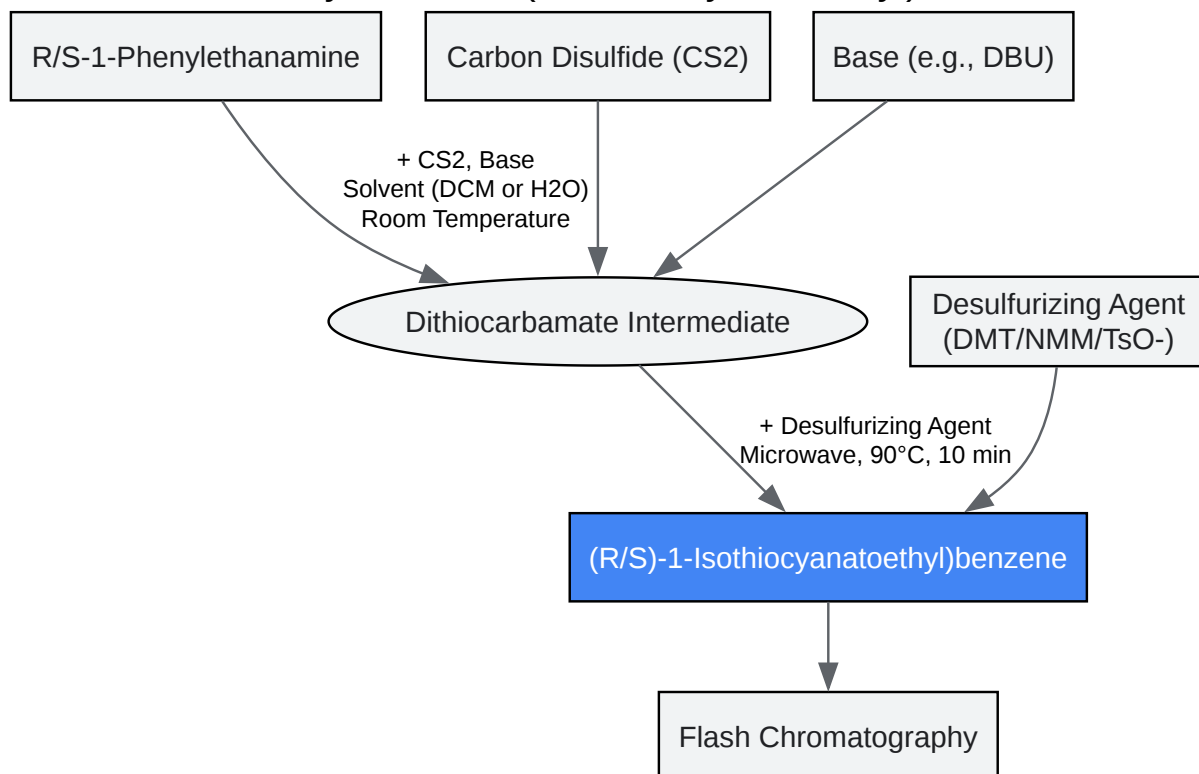 R/S-1-Phenylethanamine
Carbon Disulfide (CS2)
Base (e.g., DBU)
+ CS2, Base
Solvent (DCM or H2O)
Room Temperature
Dithiocarbamate Intermediate
Desulfurizing Agent
(DMT/NMM/TsO-)
+ Desulfurizing Agent
Microwave, 90°C, 10 min
(R/S)-1-Isothiocyanatoethyl)benzene
Flash Chromatography